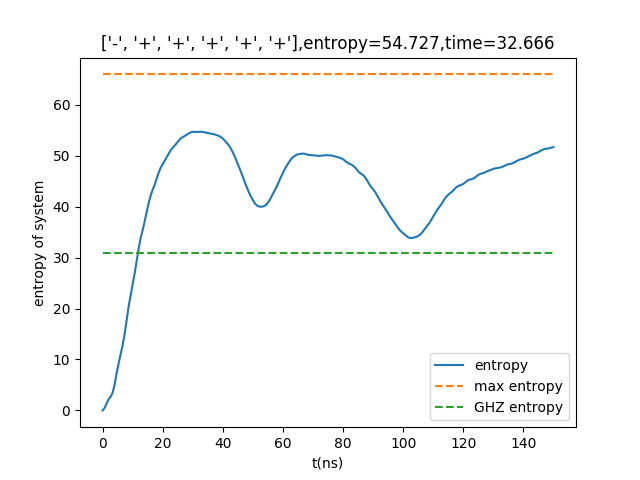 ['-', '+', '+', '+', '+', '+'],entropy=54.727,time=32.666
entropy of system
60
50
40
30
20
10
0
entropy
max entropy
GHZ entropy
0 20 40 60 80 100 120 140
t(ns)